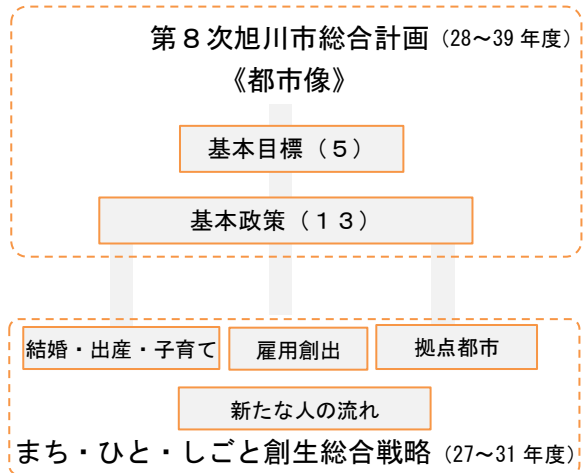 第８次旭川市総合計画（28～39 年度）
《都市像》
基本目標（５）
基本政策（１３）
結婚・出産・子育て
雇用創出
拠点都市
新たな人の流れ
まち・ひと・しごと創生総合戦略（27～31 年度）